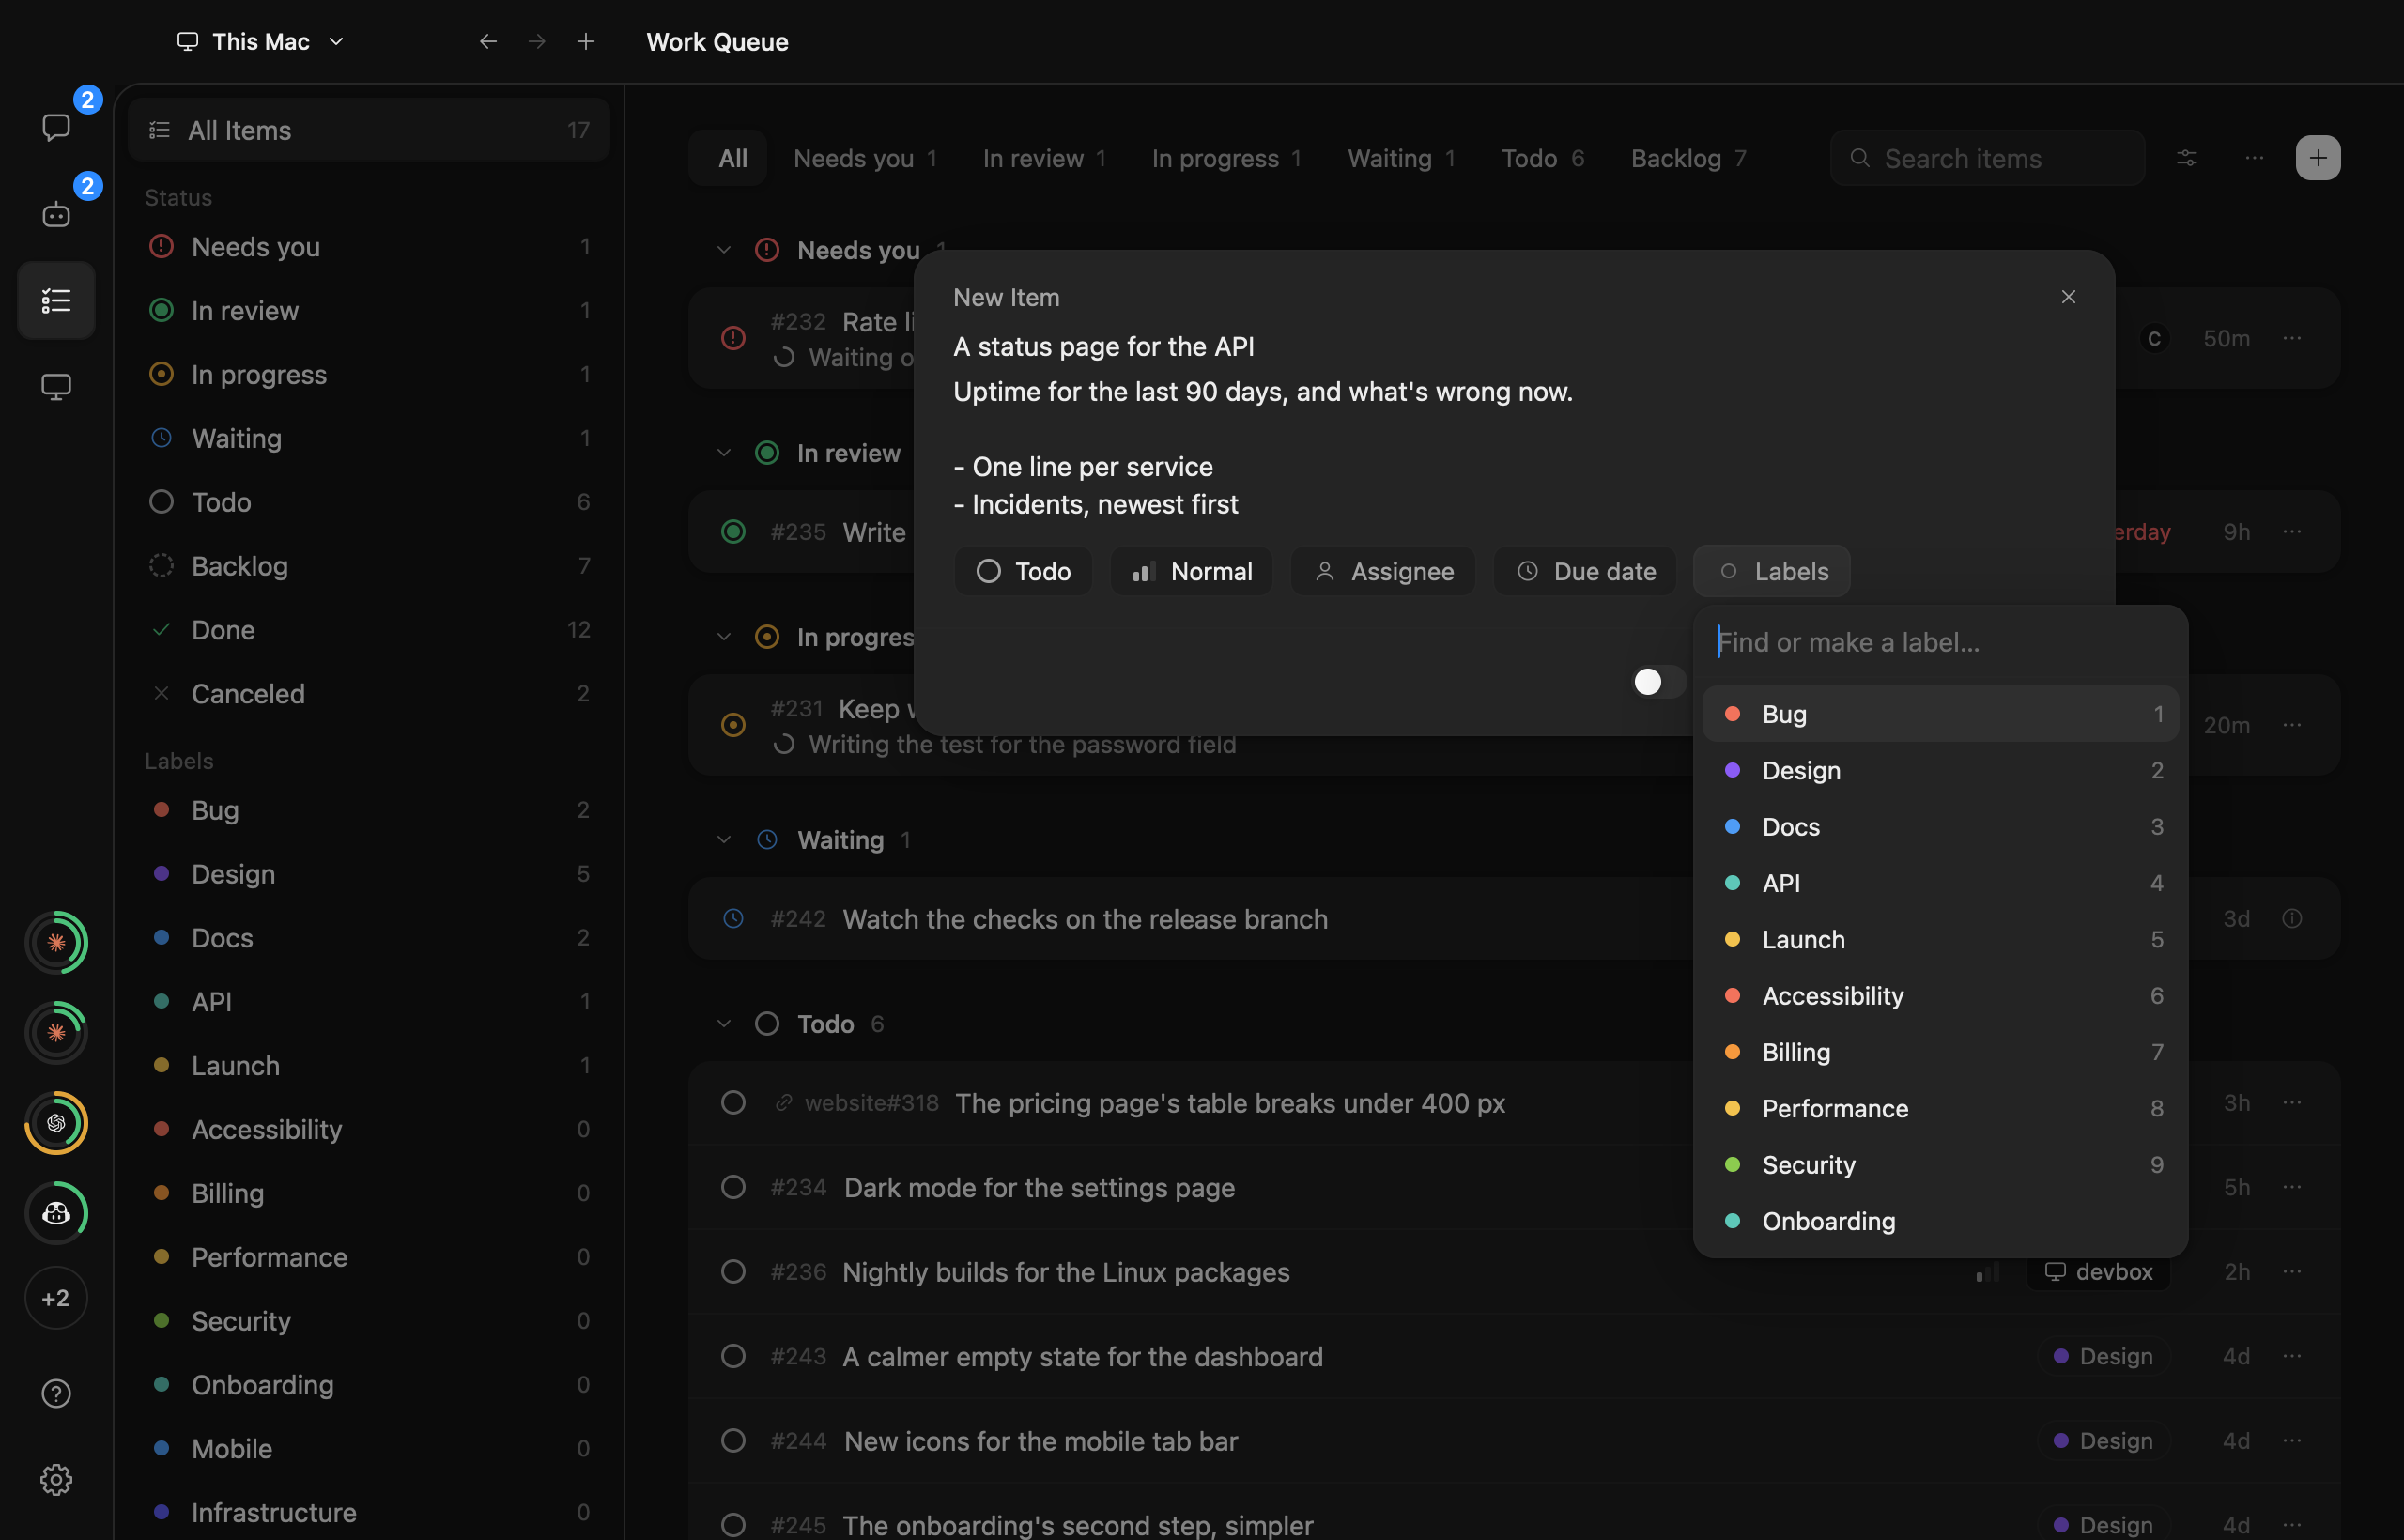 This Mac
Work Queue
2
2
+2
All Items 17
Status
Needs you 1
In review 1
In progress 1
Waiting 1
Todo 6
Backlog 7
Done 12
Canceled 2
Labels
Bug 2
Design 5
Docs 2
API 1
Launch 1
Accessibility 0
Billing 0
Performance 0
Security 0
Onboarding 0
Mobile 0
Infrastructure 0
All Needs you 1 In review 1 In progress 1 Waiting 1 Todo 6 Backlog 7 Search items
Needs you 1
#232 Rate li C 50m
Waiting o
In review
#235 Write erday 9h
In progres
#231 Keep 20m
Writing the test for the password field
Waiting 1
#242 Watch the checks on the release branch 3d
Todo 6
website#318 The pricing page's table breaks under 400 px 3h
#234 Dark mode for the settings page 5h
#236 Nightly builds for the Linux packages devbox 2h
#243 A calmer empty state for the dashboard Design 4d
#244 New icons for the mobile tab bar Design 4d
#245 The onboarding's second step, simpler Design 4d
New Item
A status page for the API
Uptime for the last 90 days, and what's wrong now.
- One line per service
- Incidents, newest first
Todo Normal Assignee Due date Labels
Find or make a label...
Bug 1
Design 2
Docs 3
API 4
Launch 5
Accessibility 6
Billing 7
Performance 8
Security 9
Onboarding